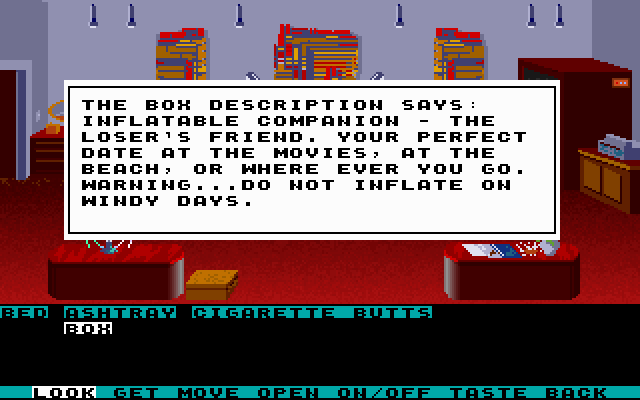 THE BOX DESCRIPTION SAYS:
INFLATABLE COMPANION - THE
LOSER'S FRIEND. YOUR PERFECT
DATE AT THE MOVIES, AT THE
BEACH, OR WHERE EVER YOU GO.
WARNING...DO NOT INFLATE ON
WINDY DAYS.
BED ASHTRAY CIGARETTE BUTTS
BOX
LOOK GET MOVE OPEN ON/OFF TASTE BACK